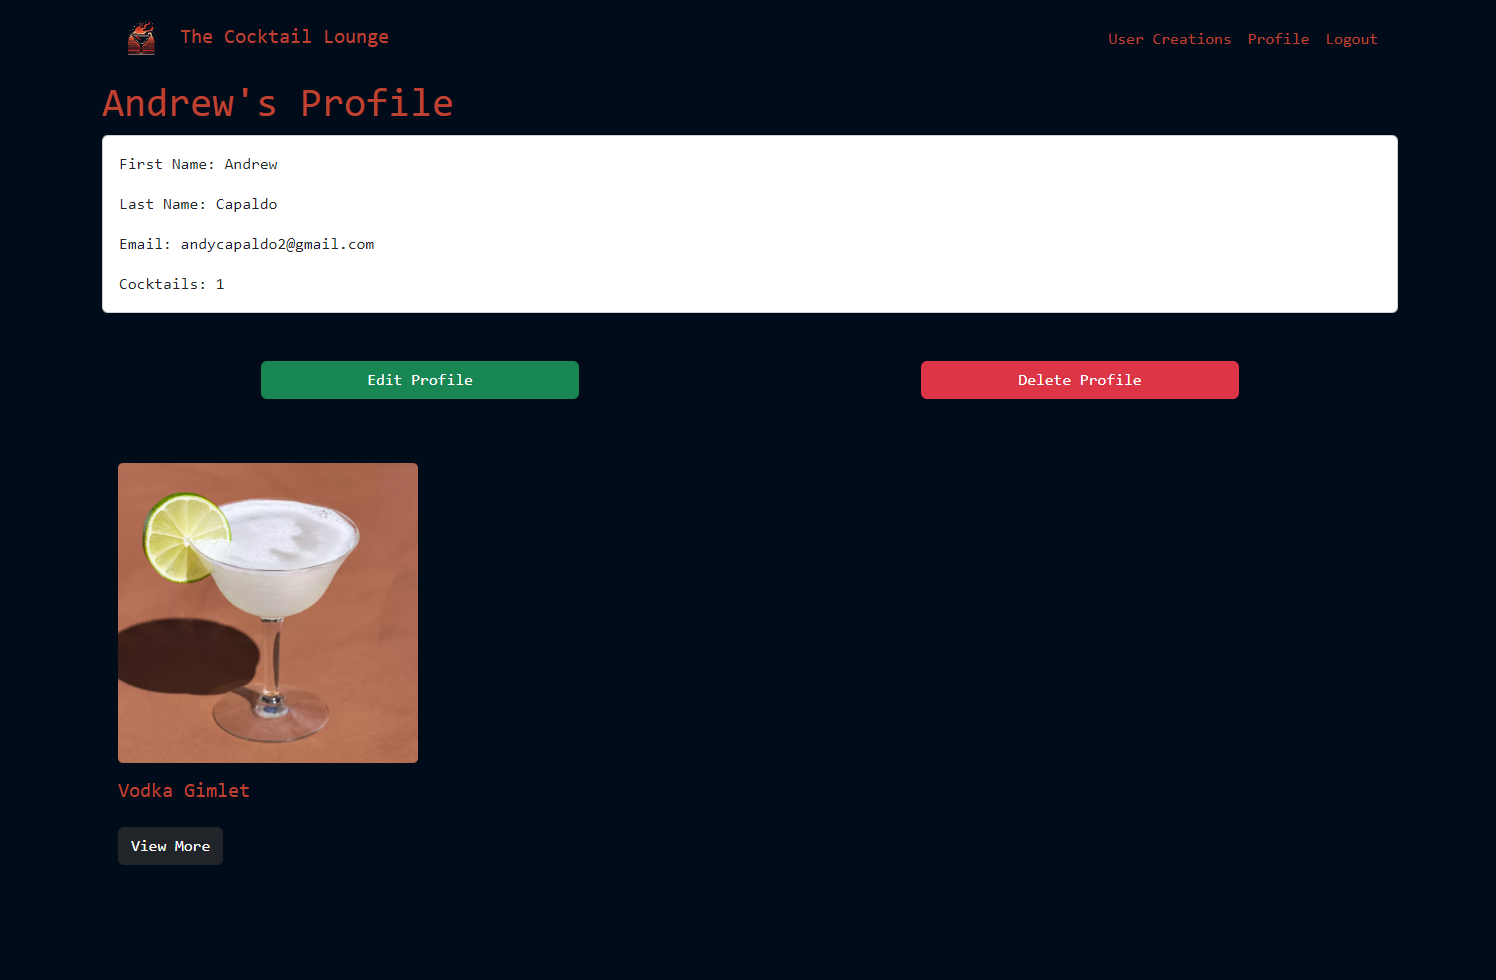 The Cocktail Lounge
User Creations Profile Logout
Andrew's Profile
First Name: Andrew
Last Name: Capaldo
Email: andycapaldo2@gmail.com
Cocktails: 1
Edit Profile
Delete Profile
Vodka Gimlet
View More